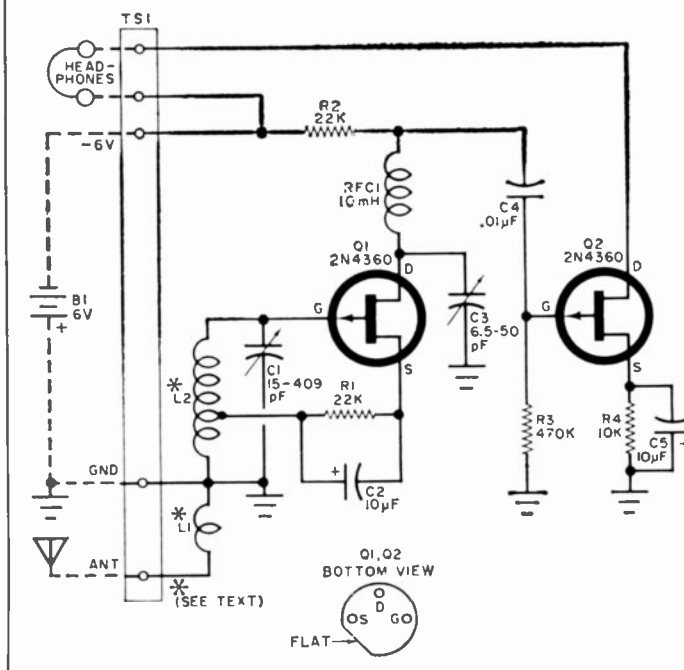 TS1
HEAD-
PHONES
-6V
R2
22K
RFC1
10mH
C4
.01µF
Q1
2N4360
D
G
S
Q2
2N4360
D
G
S
B1
6V
+
C3
6.5-50
pF
C1
15-409
pF
*
L2
R1
22K
R3
470K
R4
10K
C5
10µF
+
+
C2
10µF
GND
*
L1
ANT
*
(SEE TEXT)
Q1,Q2
BOTTOM VIEW
D
S
G
FLAT